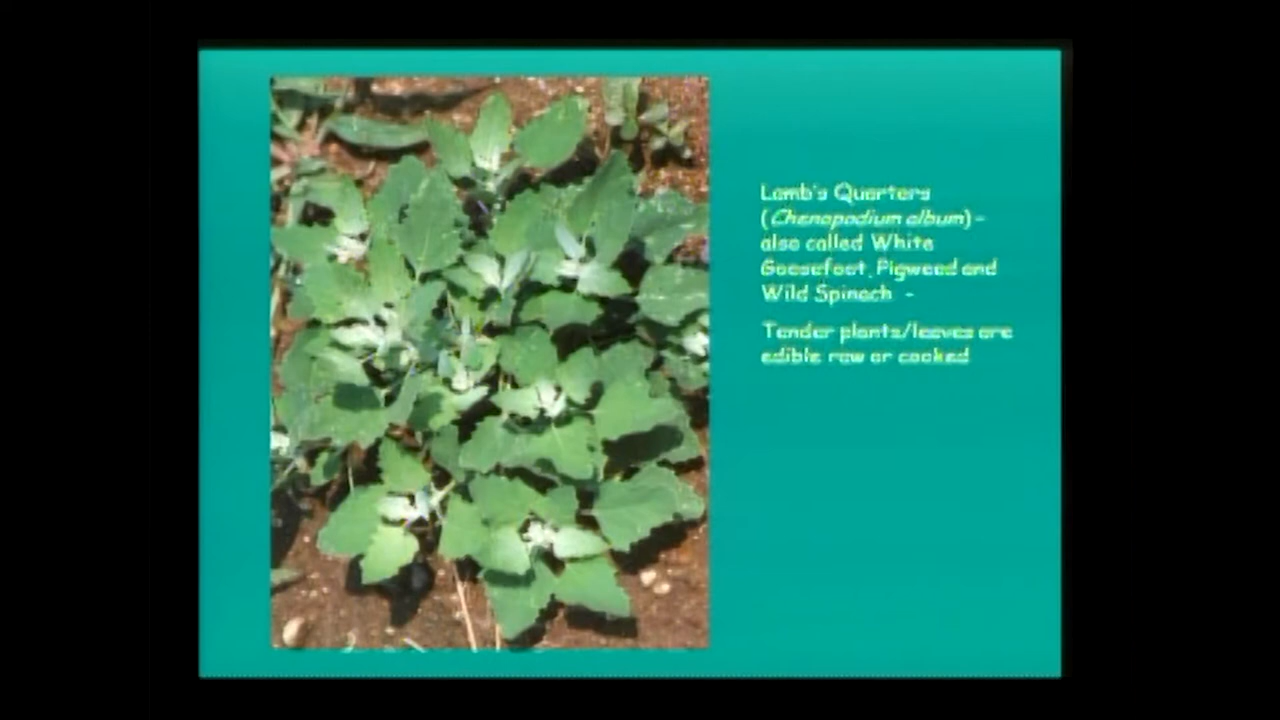 Lamb's Quarters
(Chenopodium album) -
also called White
Goosefoot, Pigweed and
Wild Spinach -
Tender plants/leaves are
edible raw or cooked